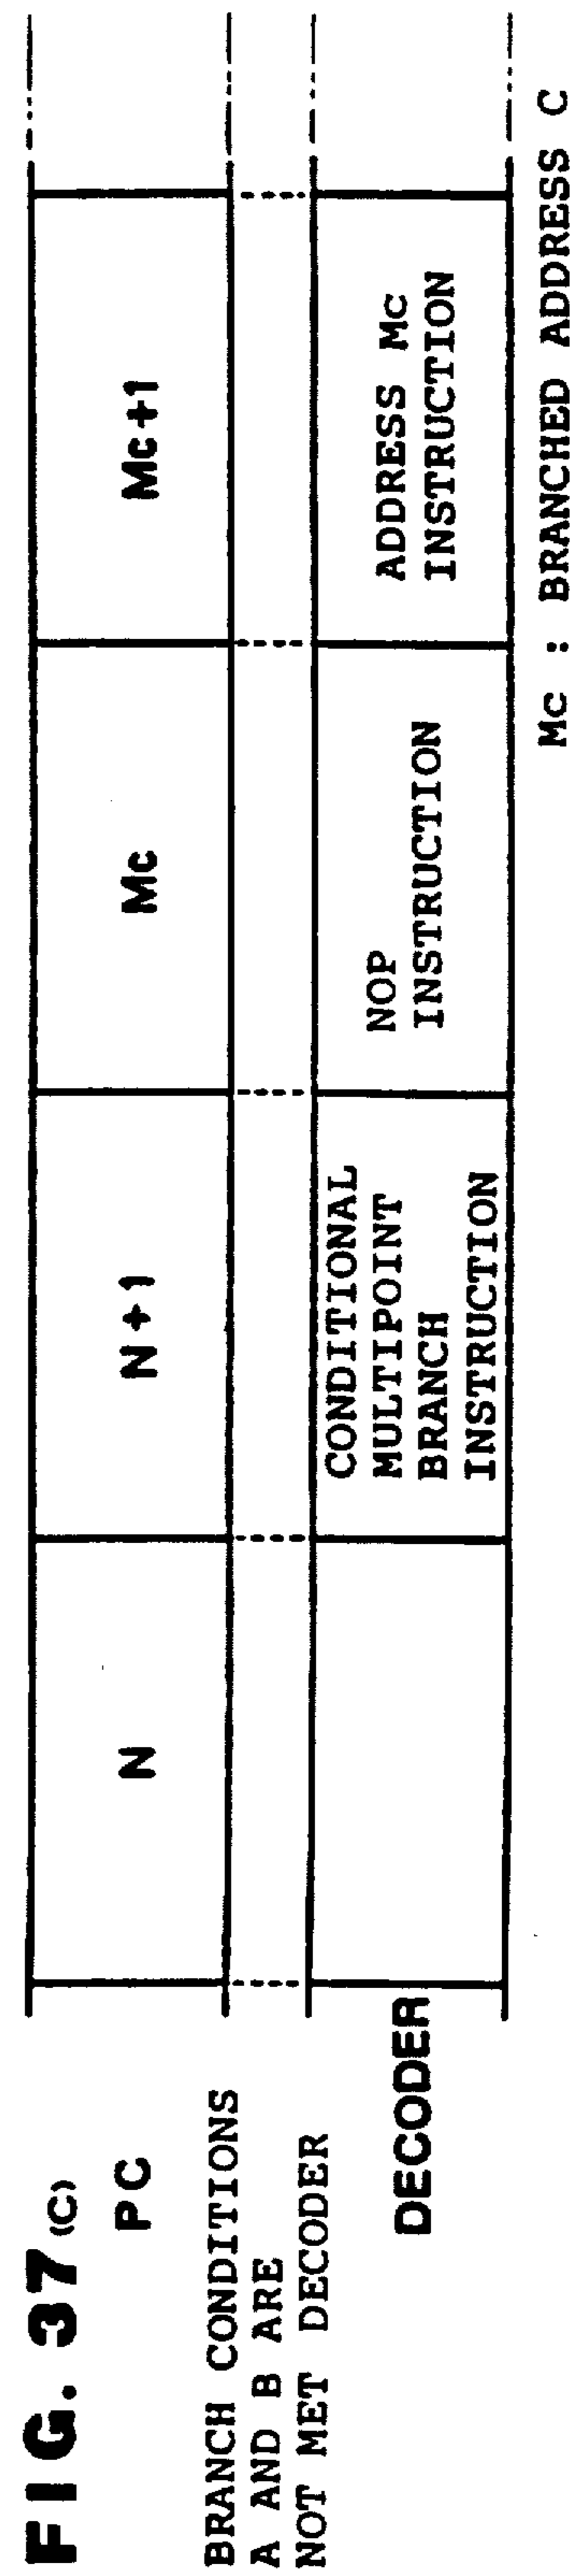 FIG. 37 (C)
PC
N
N+1
Mc
Mc+1
BRANCH CONDITIONS
A AND B ARE
NOT MET DECODER
DECODER
CONDITIONAL
MULTIPOINT
BRANCH
INSTRUCTION
NOP
INSTRUCTION
ADDRESS Mc
INSTRUCTION
Mc : BRANCHED ADDRESS C